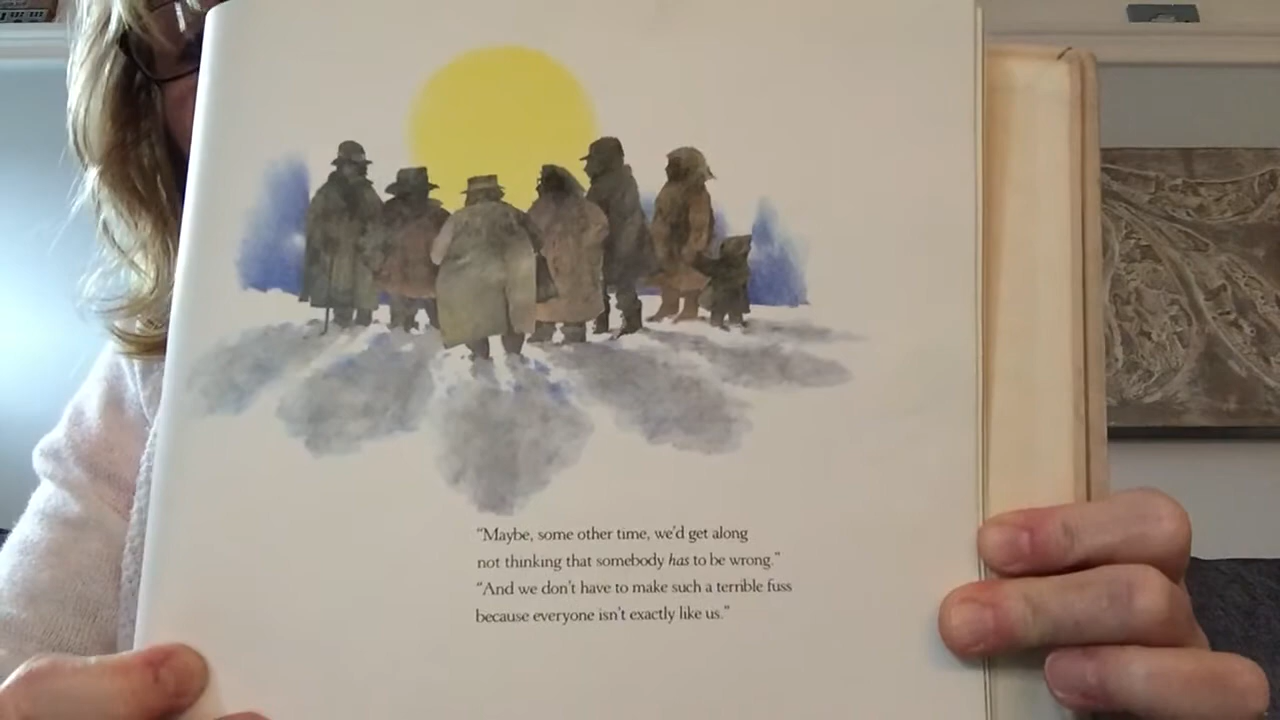 “Maybe, some other time, we’d get along
not thinking that somebody has to be wrong.”
“And we don’t have to make such a terrible fuss
because everyone isn’t exactly like us.”